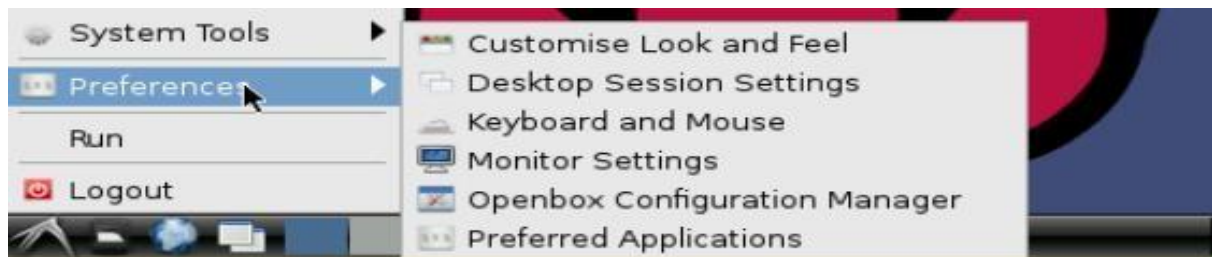 System Tools
Preferences
Run
Logout
Customise Look and Feel
Desktop Session Settings
Keyboard and Mouse
Monitor Settings
Openbox Configuration Manager
Preferred Applications